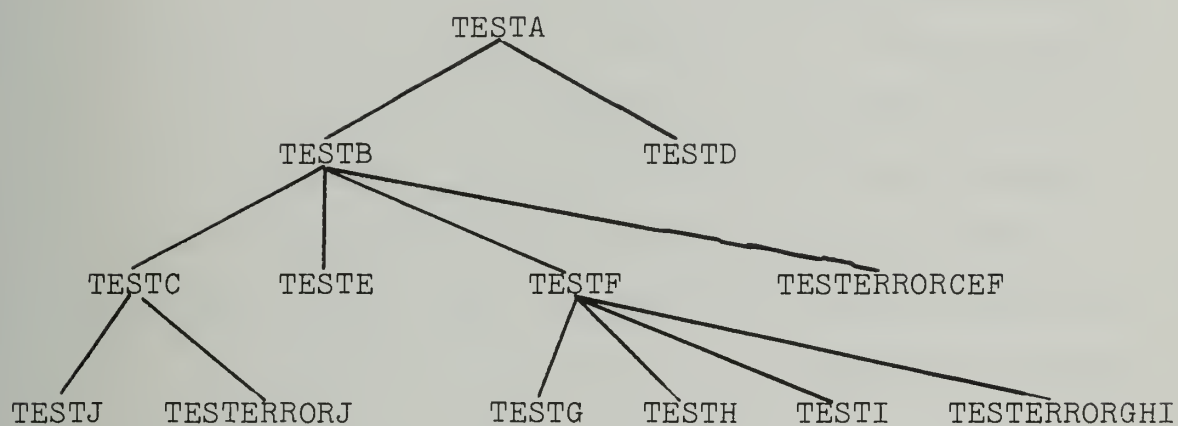 TESTA
TESTB TESTD
TESTC TESTE TESTF TESTERRORCEF
TESTJ TESTERRORJ TESTG TESTH TESTI TESTERRORGHI